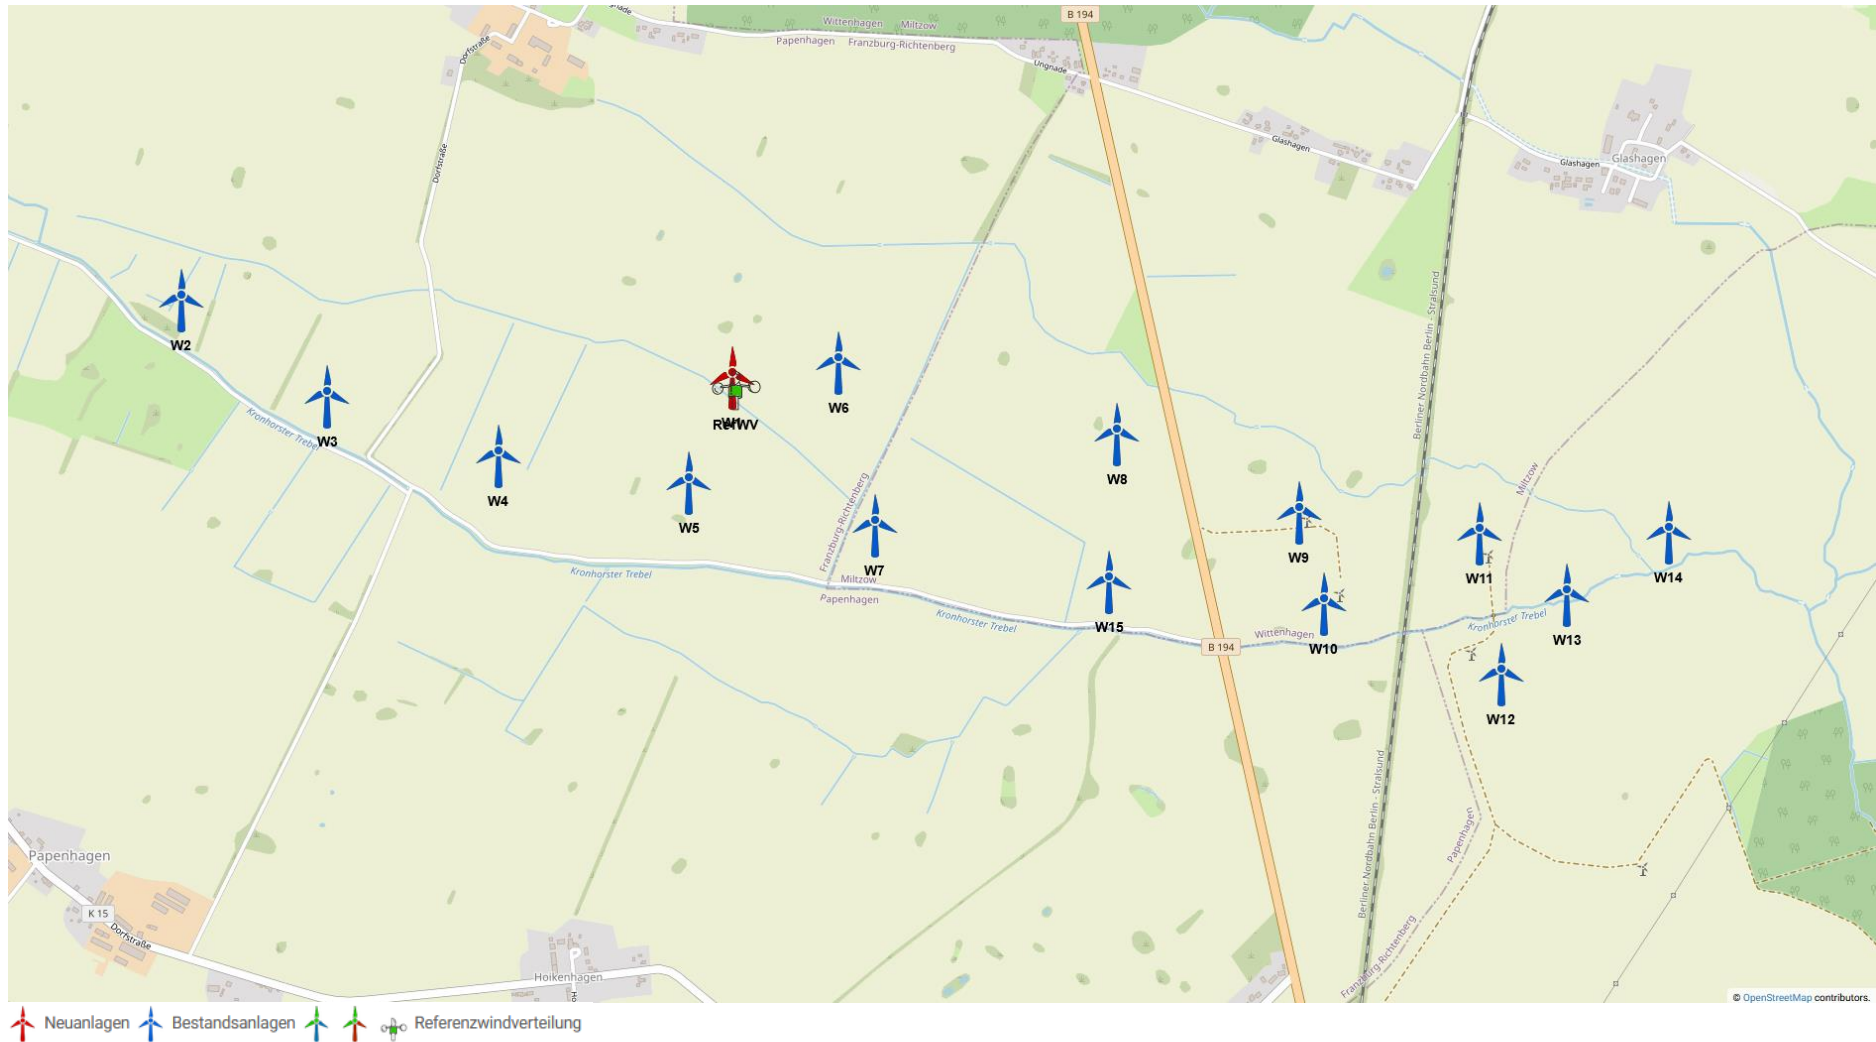 B 194
Ungnade
Wittenhagen Miltzow
Papenhagen Franzburg-Richtenberg
Dorfstraße
Ungnade
Glashagen
Glashagen
Glashagen
Dorfstraße
Berliner Nordbahn Berlin - Stralsund
W2
W6
W3
Kronhorster Trebel
W4
W5
W8
Miltzow
Franzburg-Richtenberg
W7
W9
W11
W14
Kronhorster Trebel
Miltzow
Papenhagen
Kronhorster Trebel
W15
Wittenhagen
B 194
W10
Kronhorster Trebel
W13
W12
Berliner Nordbahn Berlin - Stralsund
Papenhagen
Papenhagen
K 15
Dorfstraße
Hoikenhagen
Franzburg-Richtenberg
© OpenStreetMap contributors.
Neuanlagen Bestandsanlagen Referenzwindverteilung